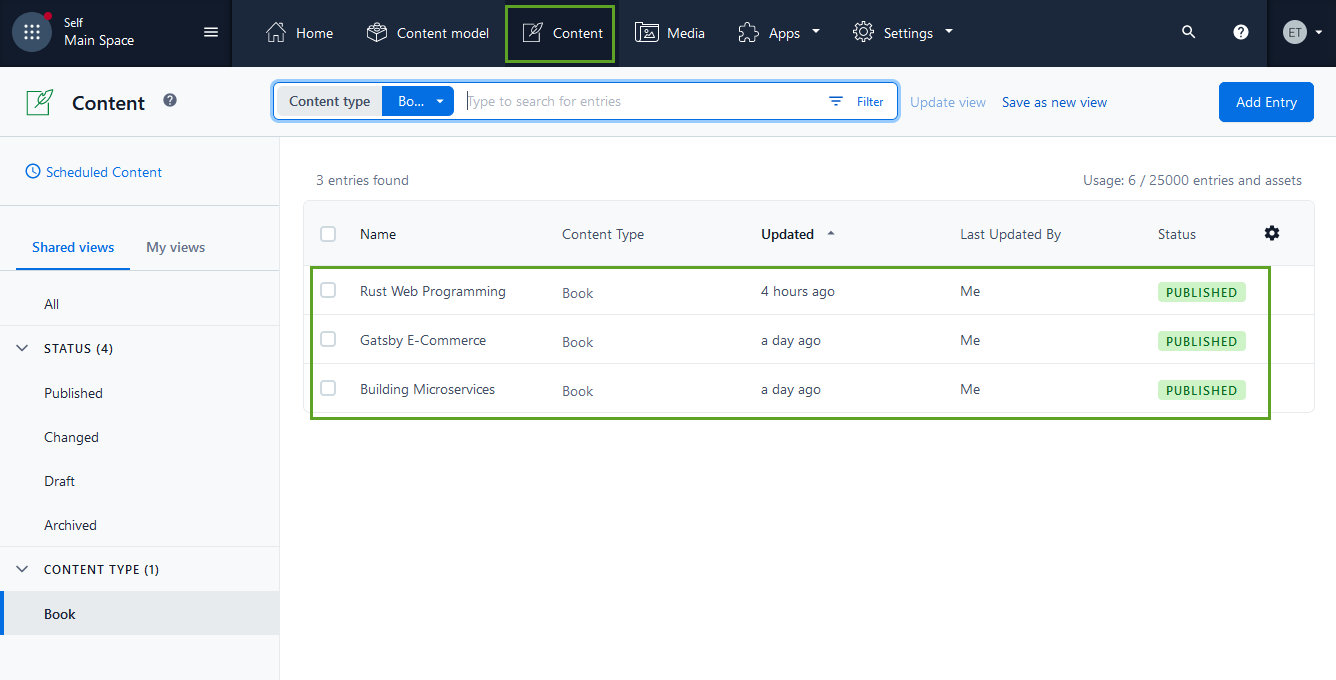 Self
Main Space
Home
Content model
Content
Media
Apps
Settings
?
ET
Content
?
Content type
Bo...
Type to search for entries
Filter
Update view
Save as new view
Add Entry
Scheduled Content
Shared views
My views
All
STATUS (4)
Published
Changed
Draft
Archived
CONTENT TYPE (1)
Book
3 entries found
Usage: 6 / 25000 entries and assets
Name Content Type Updated Last Updated By Status
Rust Web Programming Book 4 hours ago Me PUBLISHED
Gatsby E-Commerce Book a day ago Me PUBLISHED
Building Microservices Book a day ago Me PUBLISHED